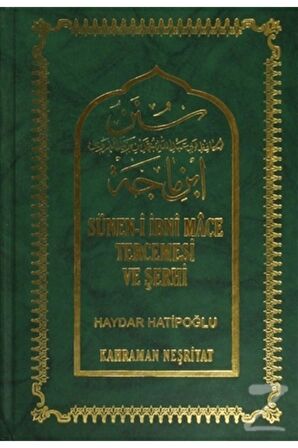 سنن
ابن ماجة
SÜNEN-İ İBNİ MÂCE
TERCEMESİ
VE ŞERHİ
HAYDAR HATİPOĞLU
KAHRAMAN NEŞRİYAT